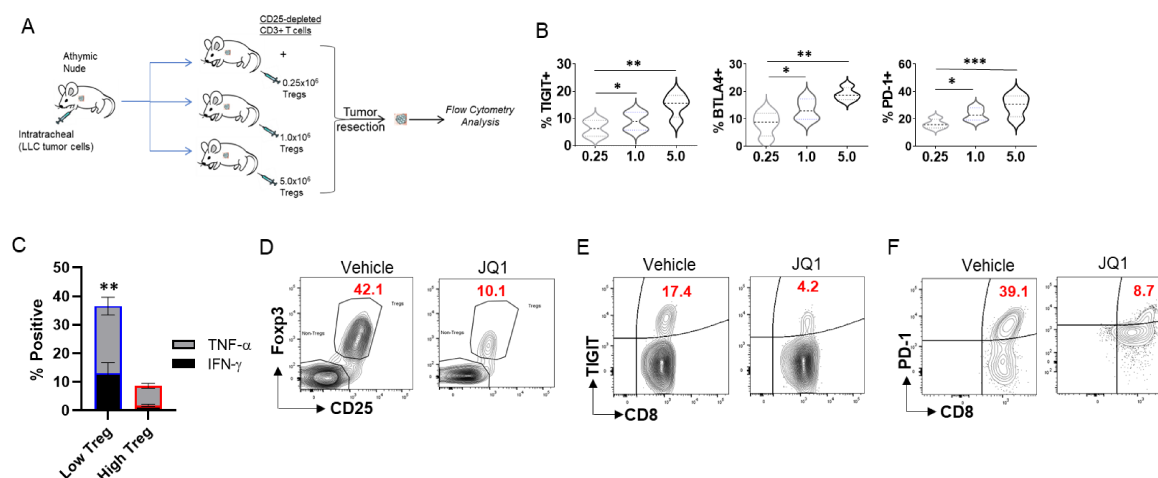 A
CD25-depleted
CD3+ T cells
+
Athymic
Nude
Intratracheal
(LLC tumor cells)
0.25x10⁶
Tregs
1.0x10⁶
Tregs
5.0x10⁶
Tregs
Tumor
resection
Flow Cytometry
Analysis
B
% TIGIT+
20
15
10
5
0
**
*
0.25 1.0 5.0
% BTLA4+
30
20
10
0
**
*
0.25 1.0 5.0
% PD-1+
60
40
20
0
***
*
0.25 1.0 5.0
C
% Positive
50
40
30
20
10
0
**
TNF-α
IFN-γ
Low Treg
High Treg
D
Vehicle
JQ1
42.1
10.1
Tregs
Non-Tregs
Tregs
Non-Tregs
Foxp3
CD25
E
Vehicle
JQ1
17.4
4.2
TIGIT
CD8
F
Vehicle
JQ1
39.1
8.7
PD-1
CD8